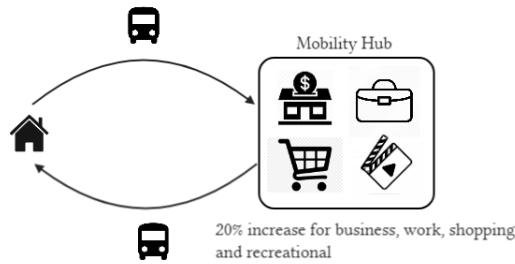 Mobility Hub
$
20% increase for business, work, shopping
and recreational